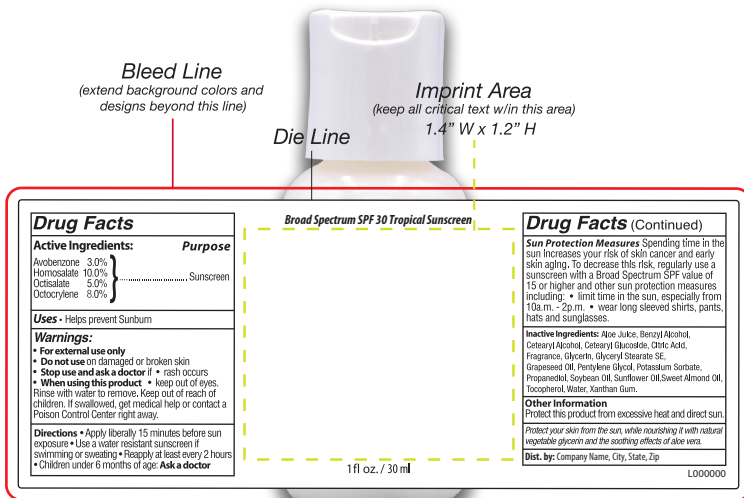 Bleed Line
(extend background colors and
designs beyond this line)
Imprint Area
(keep all critical text w/in this area)
1.4” W x 1.2” H
Die Line
Drug Facts
Active Ingredients: Purpose
Avobenzone 3.0%
Homosalate 10.0%
Octisalate 5.0%
Octocrylene 8.0%
Sunscreen
Uses • Helps prevent Sunburn
Warnings:
• For external use only
• Do not use on damaged or broken skin
• Stop use and ask a doctor if • rash occurs
• When using this product • keep out of eyes.
Rinse with water to remove. Keep out of reach of
children. If swallowed, get medical help or contact a
Poison Control Center right away.
Directions • Apply liberally 15 minutes before sun
exposure • Use a water resistant sunscreen if
swimming or sweating • Reapply at least every 2 hours
• Children under 6 months of age: Ask a doctor
Broad Spectrum SPF 30 Tropical Sunscreen
1 fl oz. / 30 ml
Drug Facts (Continued)
Sun Protection Measures Spending time in the
sun increases your risk of skin cancer and early
skin aging. To decrease this risk, regularly use a
sunscreen with a Broad Spectrum SPF value of
15 or higher and other sun protection measures
including: • limit time in the sun, especially from
10a.m. - 2p.m. • wear long sleeved shirts, pants,
hats and sunglasses.
Inactive Ingredients: Aloe Juice, Benzyl Alcohol,
Cetearyl Alcohol, Cetearyl Glucoside, Citric Acid,
Fragrance, Glycerin, Glyceryl Stearate SE,
Grapeseed Oil, Pentylene Glycol, Potassium Sorbate,
Propanediol, Soybean Oil, Sunflower Oil,Sweet Almond Oil,
Tocopherol, Water, Xanthan Gum.
Other Information
Protect this product from excessive heat and direct sun.
Protect your skin from the sun, while nourishing it with natural
vegetable glycerin and the soothing effects of aloe vera.
Dist. by: Company Name, City, State, Zip
L000000